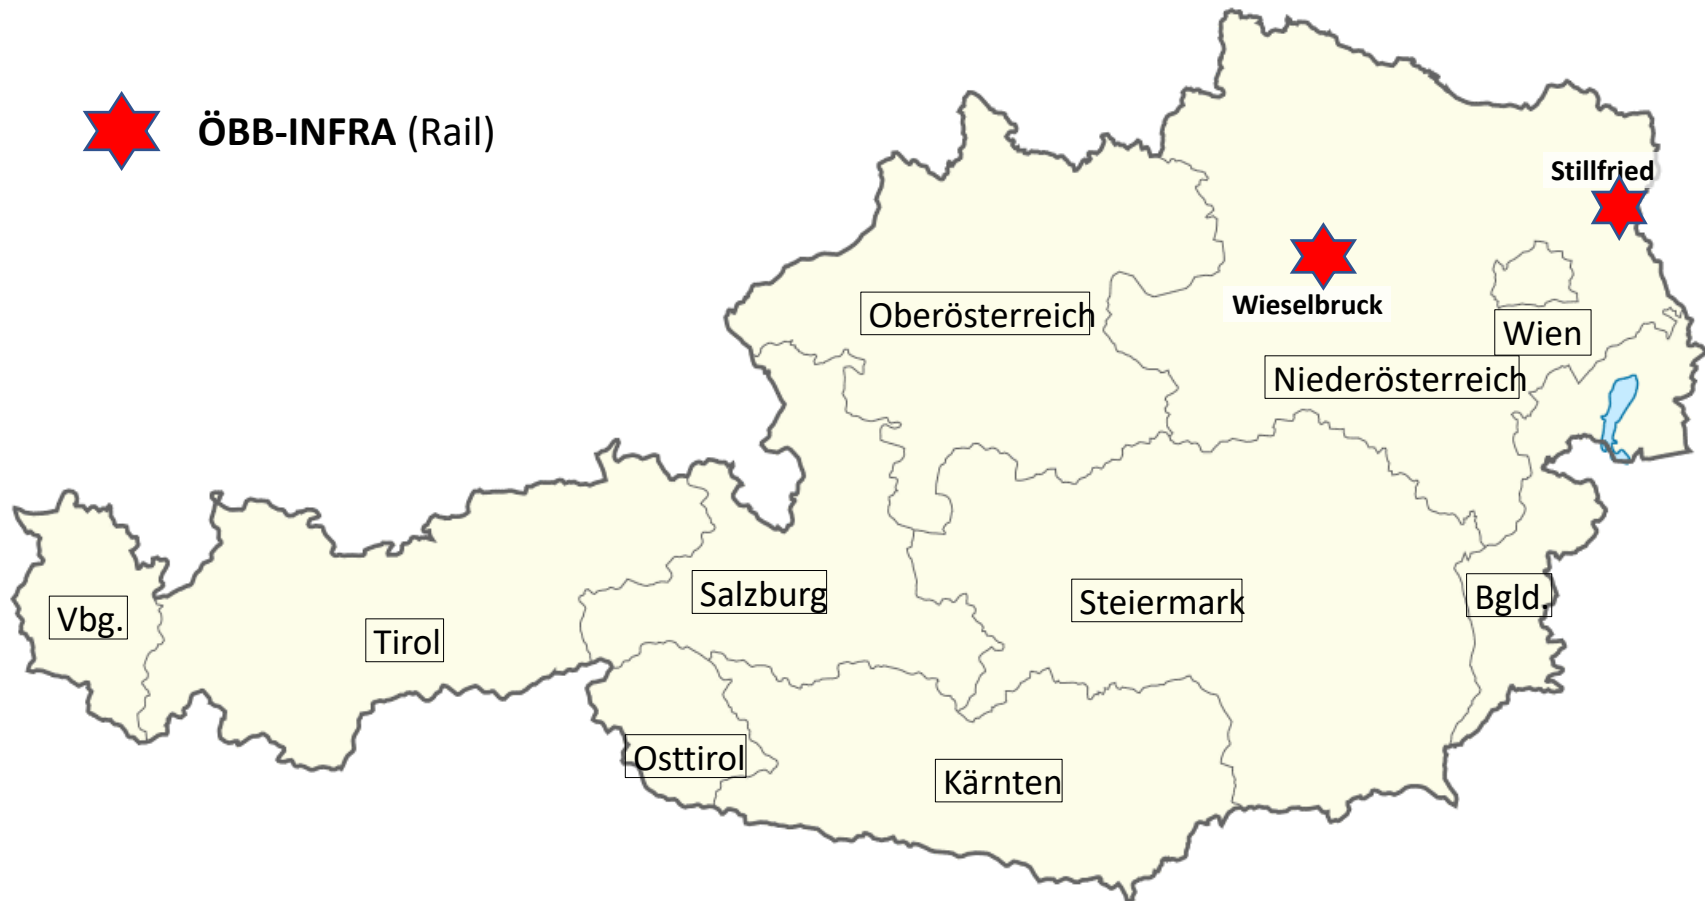 ÖBB-INFRA (Rail)
Stillfried
Wieselbruck
Oberösterreich
Wien
Niederösterreich
Salzburg
Steiermark
Bgld.
Vbg.
Tirol
Osttirol
Kärnten